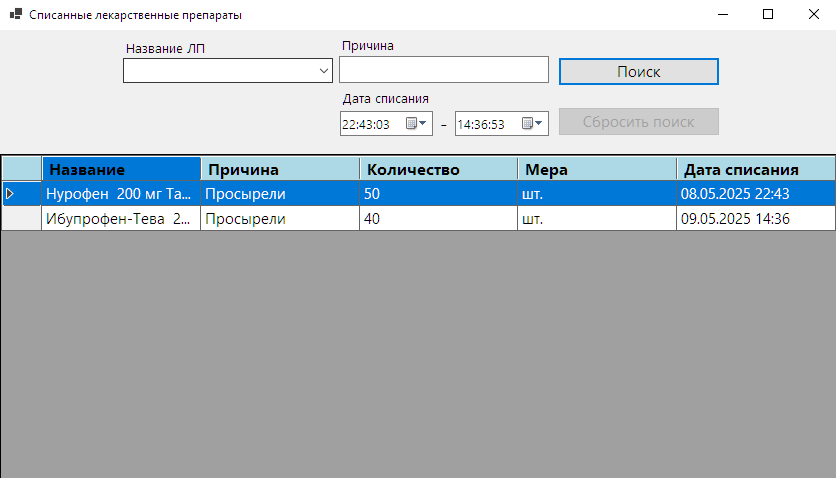 Списанные лекарственные препараты
Название ЛП
Причина
Поиск
Дата списания
22:43:03 – 14:36:53
Сбросить поиск
Название Причина Количество Мера Дата списания
Нурофен 200 мг Та... Просырели 50 шт. 08.05.2025 22:43
Ибупрофен-Тева 2... Просырели 40 шт. 09.05.2025 14:36